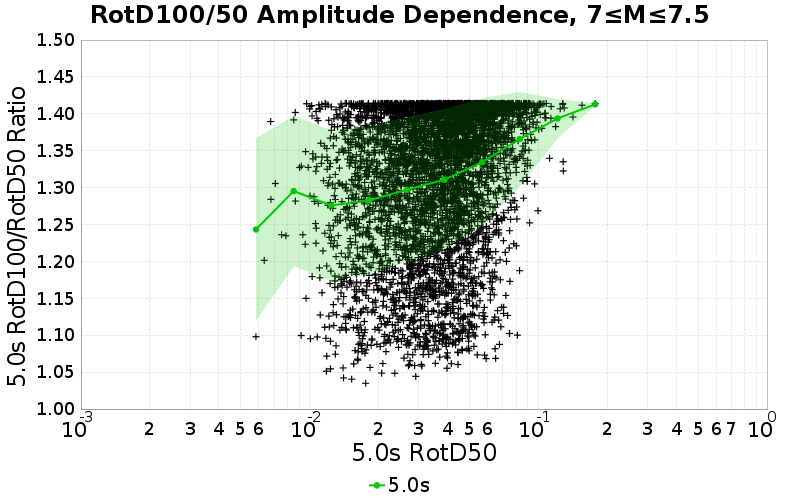 RotD100/50 Amplitude Dependence, 7≤M≤7.5
5.0s RotD100/RotD50 Ratio
1.50
1.45
1.40
1.35
1.30
1.25
1.20
1.15
1.10
1.05
1.00
10-3 2 3 4 5 6 10-2 2 3 4 5 6 10-1 2 3 4 5 6 7 100
5.0s RotD50
5.0s